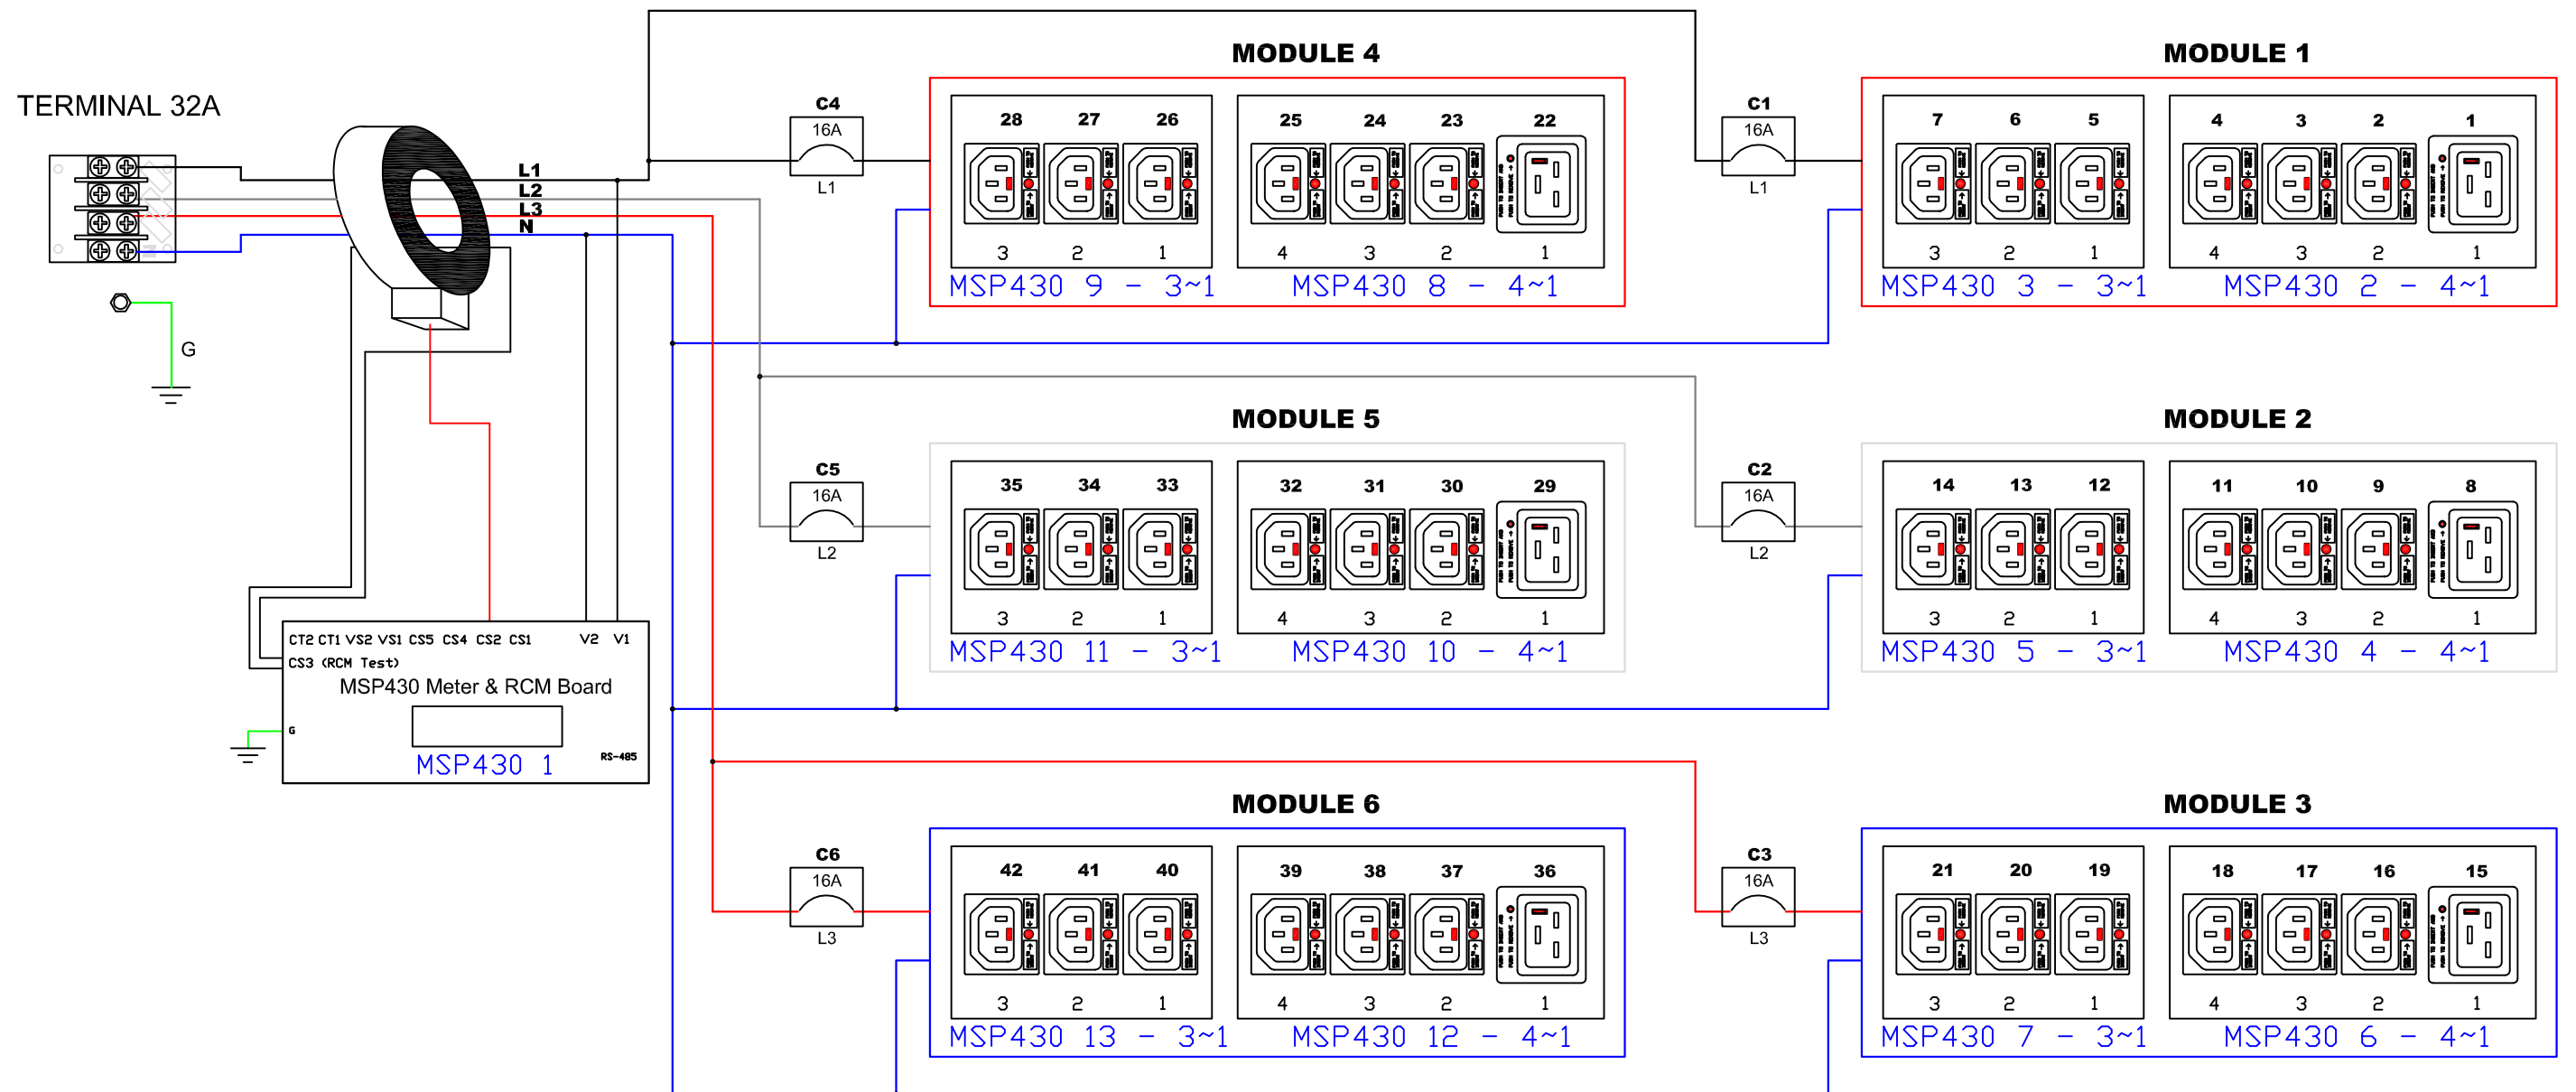 MODULE 4
MODULE 1
TERMINAL 32A
C4
16A
L1
28 27 26
25 24 23 22
3 2 1
4 3 2 1
MSP430 9 - 3~1
MSP430 8 - 4~1
C1
16A
L1
7 6 5
4 3 2 1
3 2 1
4 3 2 1
MSP430 3 - 3~1
MSP430 2 - 4~1
L1
L2
L3
N
G
MODULE 5
MODULE 2
C5
16A
L2
35 34 33
32 31 30 29
3 2 1
4 3 2 1
MSP430 11 - 3~1
MSP430 10 - 4~1
C2
16A
L2
14 13 12
11 10 9 8
3 2 1
4 3 2 1
MSP430 5 - 3~1
MSP430 4 - 4~1
CT2 CT1 VS2 VS1 CS5 CS4 CS2 CS1 V2 V1
CS3 (RCM Test)
MSP430 Meter & RCM Board
G
RS-485
MSP430 1
MODULE 6
MODULE 3
C6
16A
L3
42 41 40
39 38 37 36
3 2 1
4 3 2 1
MSP430 13 - 3~1
MSP430 12 - 4~1
C3
16A
L3
21 20 19
18 17 16 15
3 2 1
4 3 2 1
MSP430 7 - 3~1
MSP430 6 - 4~1